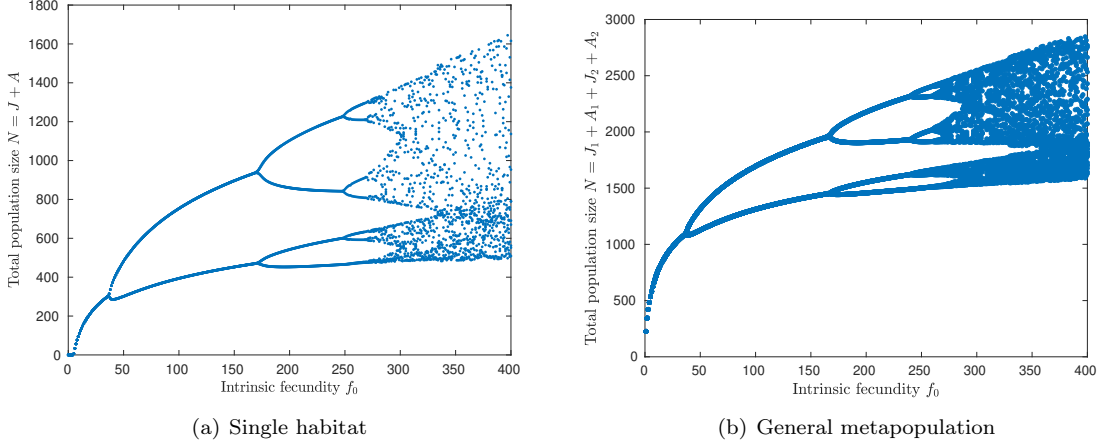 1800
1600
1400
1200
1000
800
600
400
200
0
Total population size N = J + A
0 50 100 150 200 250 300 350 400
Intrinsic fecundity f₀
(a) Single habitat
3000
2500
2000
1500
1000
500
0
Total population size N = J₁ + A₁ + J₂ + A₂
0 50 100 150 200 250 300 350 400
Intrinsic fecundity f₀
(b) General metapopulation